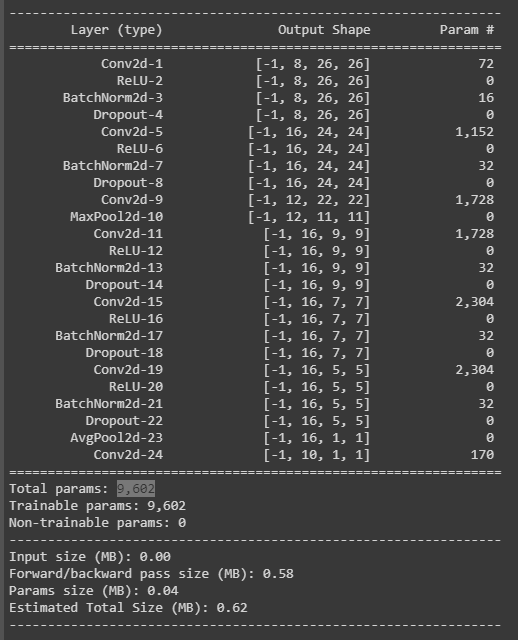 ----------------------------------------------------------------
Layer (type) Output Shape Param #
================================================================
Conv2d-1 [-1, 8, 26, 26] 72
ReLU-2 [-1, 8, 26, 26] 0
BatchNorm2d-3 [-1, 8, 26, 26] 16
Dropout-4 [-1, 8, 26, 26] 0
Conv2d-5 [-1, 16, 24, 24] 1,152
ReLU-6 [-1, 16, 24, 24] 0
BatchNorm2d-7 [-1, 16, 24, 24] 32
Dropout-8 [-1, 16, 24, 24] 0
Conv2d-9 [-1, 12, 22, 22] 1,728
MaxPool2d-10 [-1, 12, 11, 11] 0
Conv2d-11 [-1, 16, 9, 9] 1,728
ReLU-12 [-1, 16, 9, 9] 0
BatchNorm2d-13 [-1, 16, 9, 9] 32
Dropout-14 [-1, 16, 9, 9] 0
Conv2d-15 [-1, 16, 7, 7] 2,304
ReLU-16 [-1, 16, 7, 7] 0
BatchNorm2d-17 [-1, 16, 7, 7] 32
Dropout-18 [-1, 16, 7, 7] 0
Conv2d-19 [-1, 16, 5, 5] 2,304
ReLU-20 [-1, 16, 5, 5] 0
BatchNorm2d-21 [-1, 16, 5, 5] 32
Dropout-22 [-1, 16, 5, 5] 0
AvgPool2d-23 [-1, 16, 1, 1] 0
Conv2d-24 [-1, 10, 1, 1] 170
================================================================
Total params: 9,602
Trainable params: 9,602
Non-trainable params: 0
----------------------------------------------------------------
Input size (MB): 0.00
Forward/backward pass size (MB): 0.58
Params size (MB): 0.04
Estimated Total Size (MB): 0.62
----------------------------------------------------------------